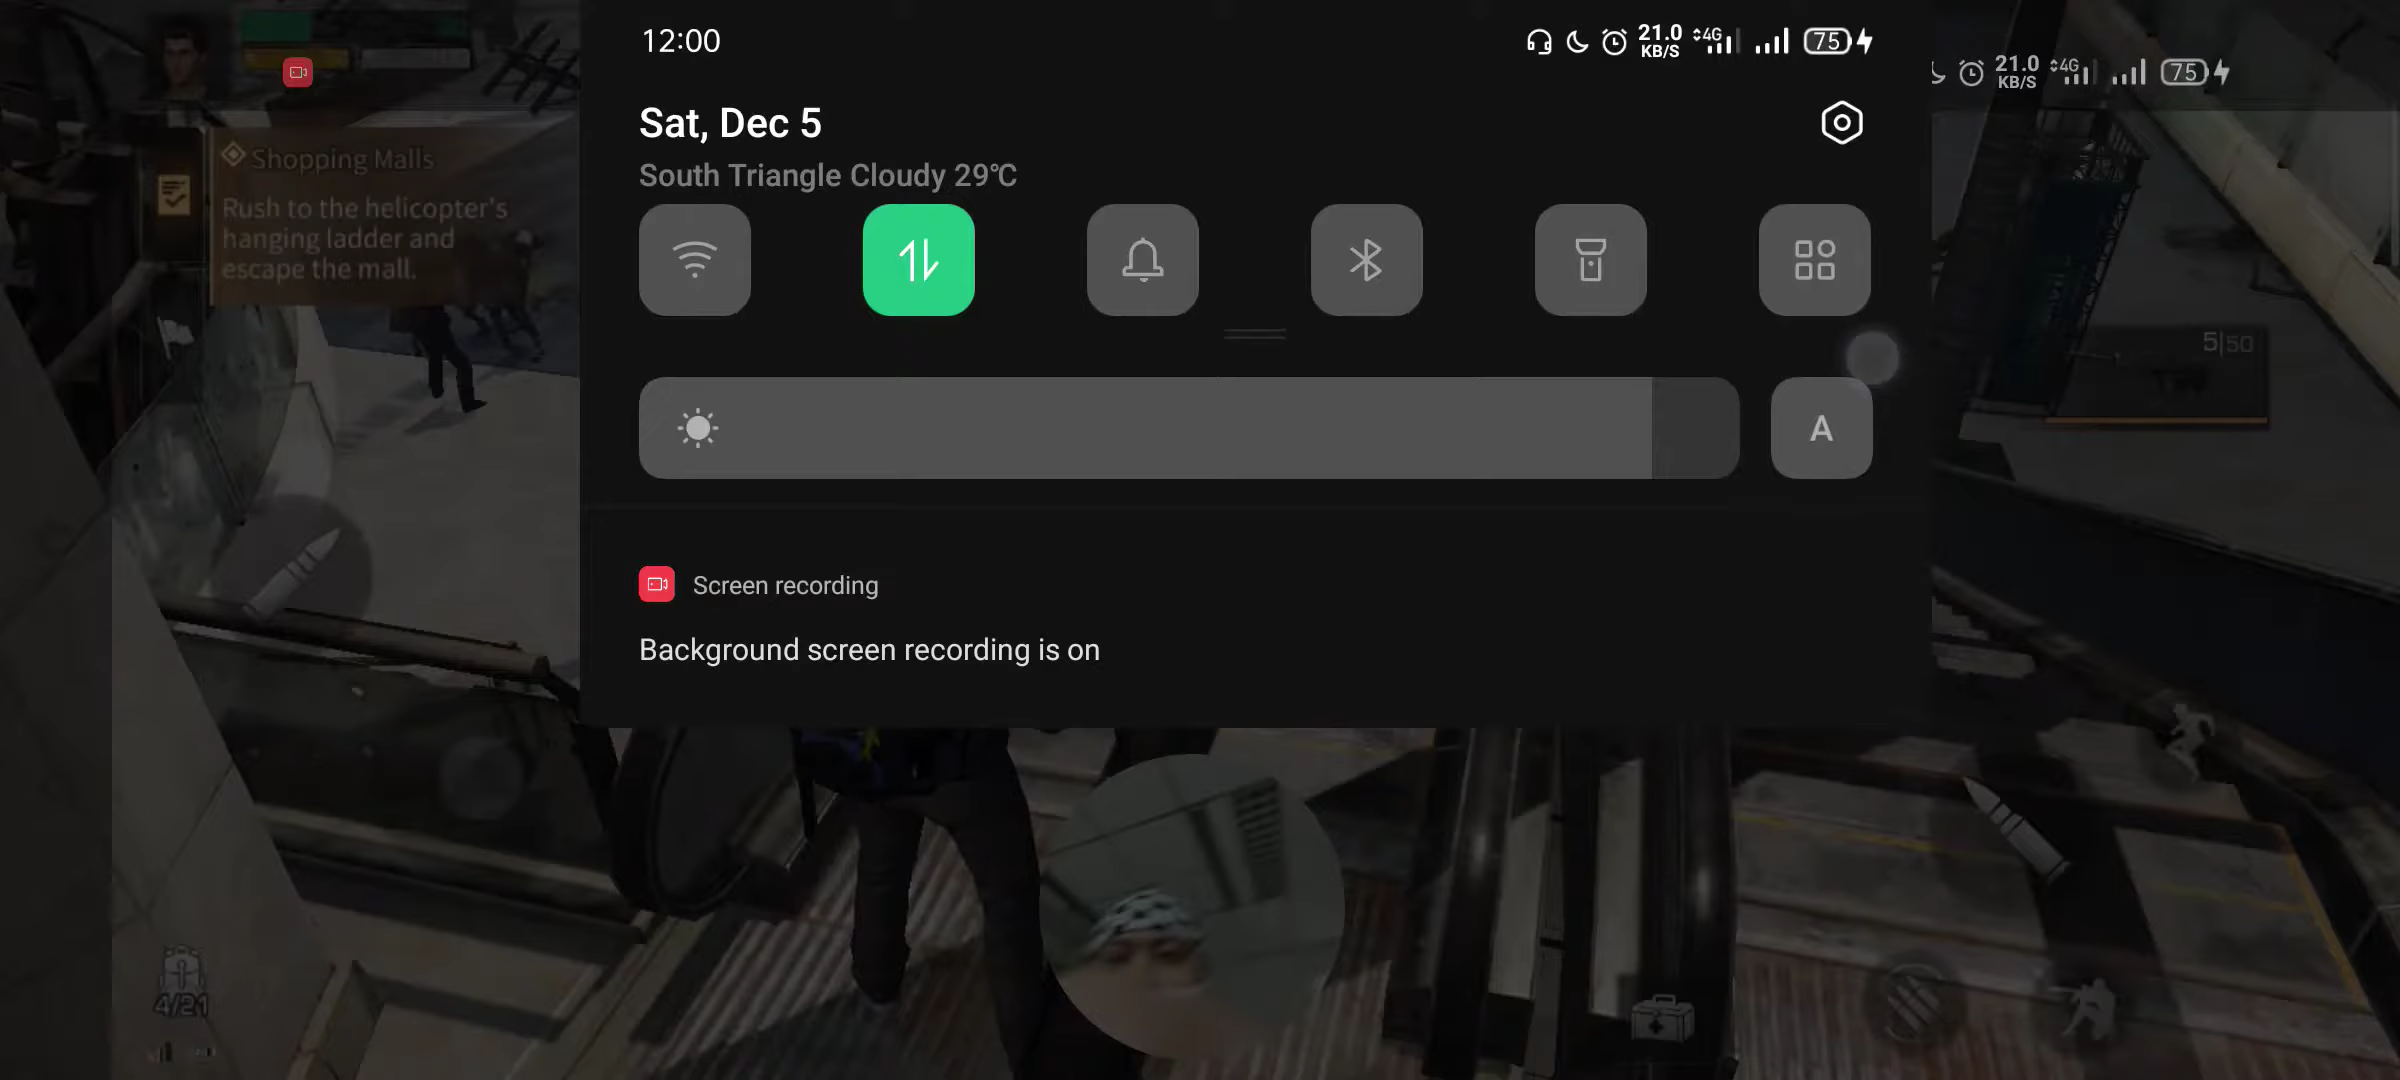 12:00
21.0
KB/S
4G
75
21.0
KB/S
4G
75
Sat, Dec 5
South Triangle Cloudy 29℃
Shopping Malls
Rush to the helicopter's
hanging ladder and
escape the mall.
5|50
A
Screen recording
Background screen recording is on
4/21